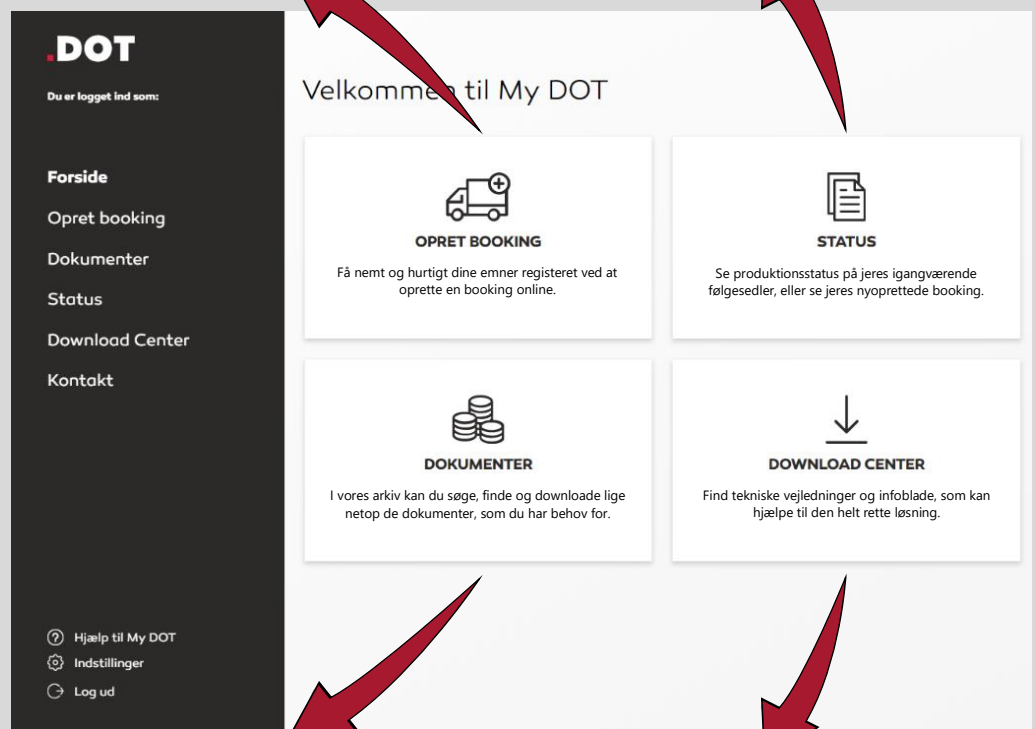 .DOT
Du er logget ind som:
Forside
Opret booking
Dokumenter
Status
Download Center
Kontakt
Hjælp til My DOT
Indstillinger
Log ud
Velkommen til My DOT
OPRET BOOKING
Få nemt og hurtigt dine emner registeret ved at
oprette en booking online.
STATUS
Se produktionsstatus på jeres igangværende
følgesedler, eller se jeres nyoprettede booking.
DOKUMENTER
I vores arkiv kan du søge, finde og downloade lige
netop de dokumenter, som du har behov for.
DOWNLOAD CENTER
Find tekniske vejledninger og infoblade, som kan
hjælpe til den helt rette løsning.